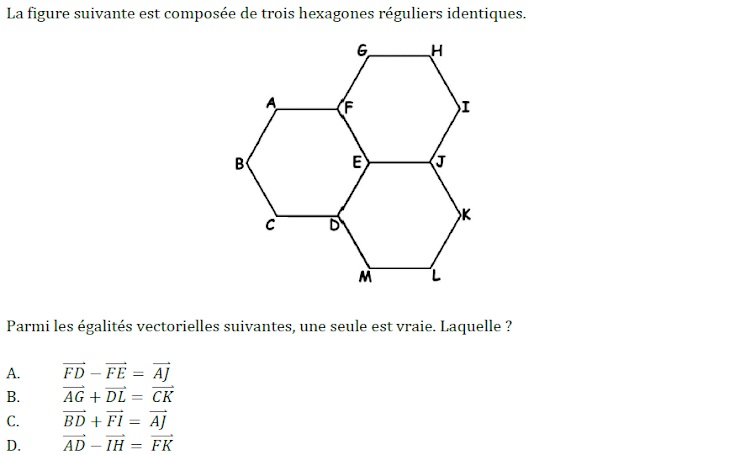 La figure suivante est composée de trois hexagones réguliers identiques.
G H
A F I
B E J
C D K
M L
Parmi les égalités vectorielles suivantes, une seule est vraie. Laquelle ?
A. $\overrightarrow{FD} - \overrightarrow{FE} = \overrightarrow{AJ}$
B. $\overrightarrow{AG} + \overrightarrow{DL} = \overrightarrow{CK}$
C. $\overrightarrow{BD} + \overrightarrow{FI} = \overrightarrow{AJ}$
D. $\overrightarrow{AD} - \overrightarrow{IH} = \overrightarrow{FK}$